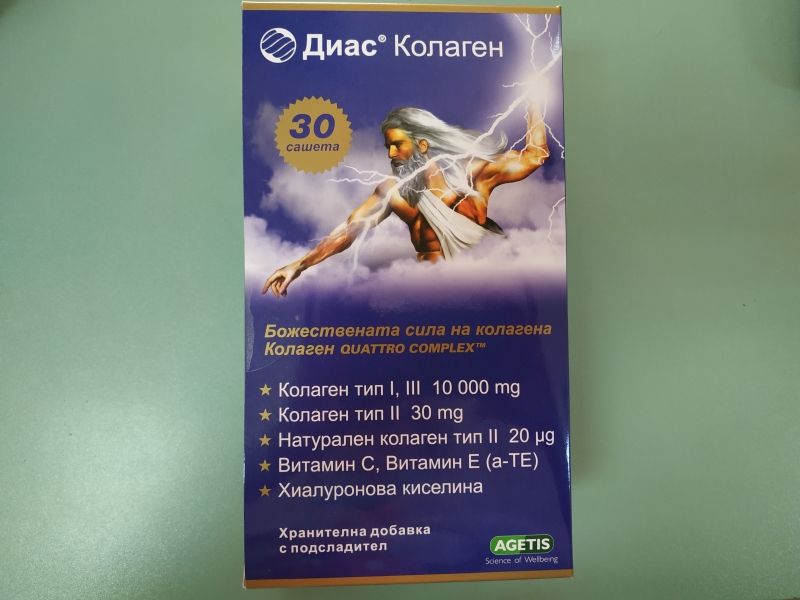 Диас® Колаген
30
сашета
Божествената сила на колагена
Колаген QUATTRO COMPLEX™
★ Колаген тип I, III 10 000 mg
★ Колаген тип II 30 mg
★ Натурален колаген тип II 20 µg
★ Витамин С, Витамин Е (a-TE)
★ Хиалуронова киселина
Хранителна добавка
с подсладител
AGETIS
Science of Wellbeing